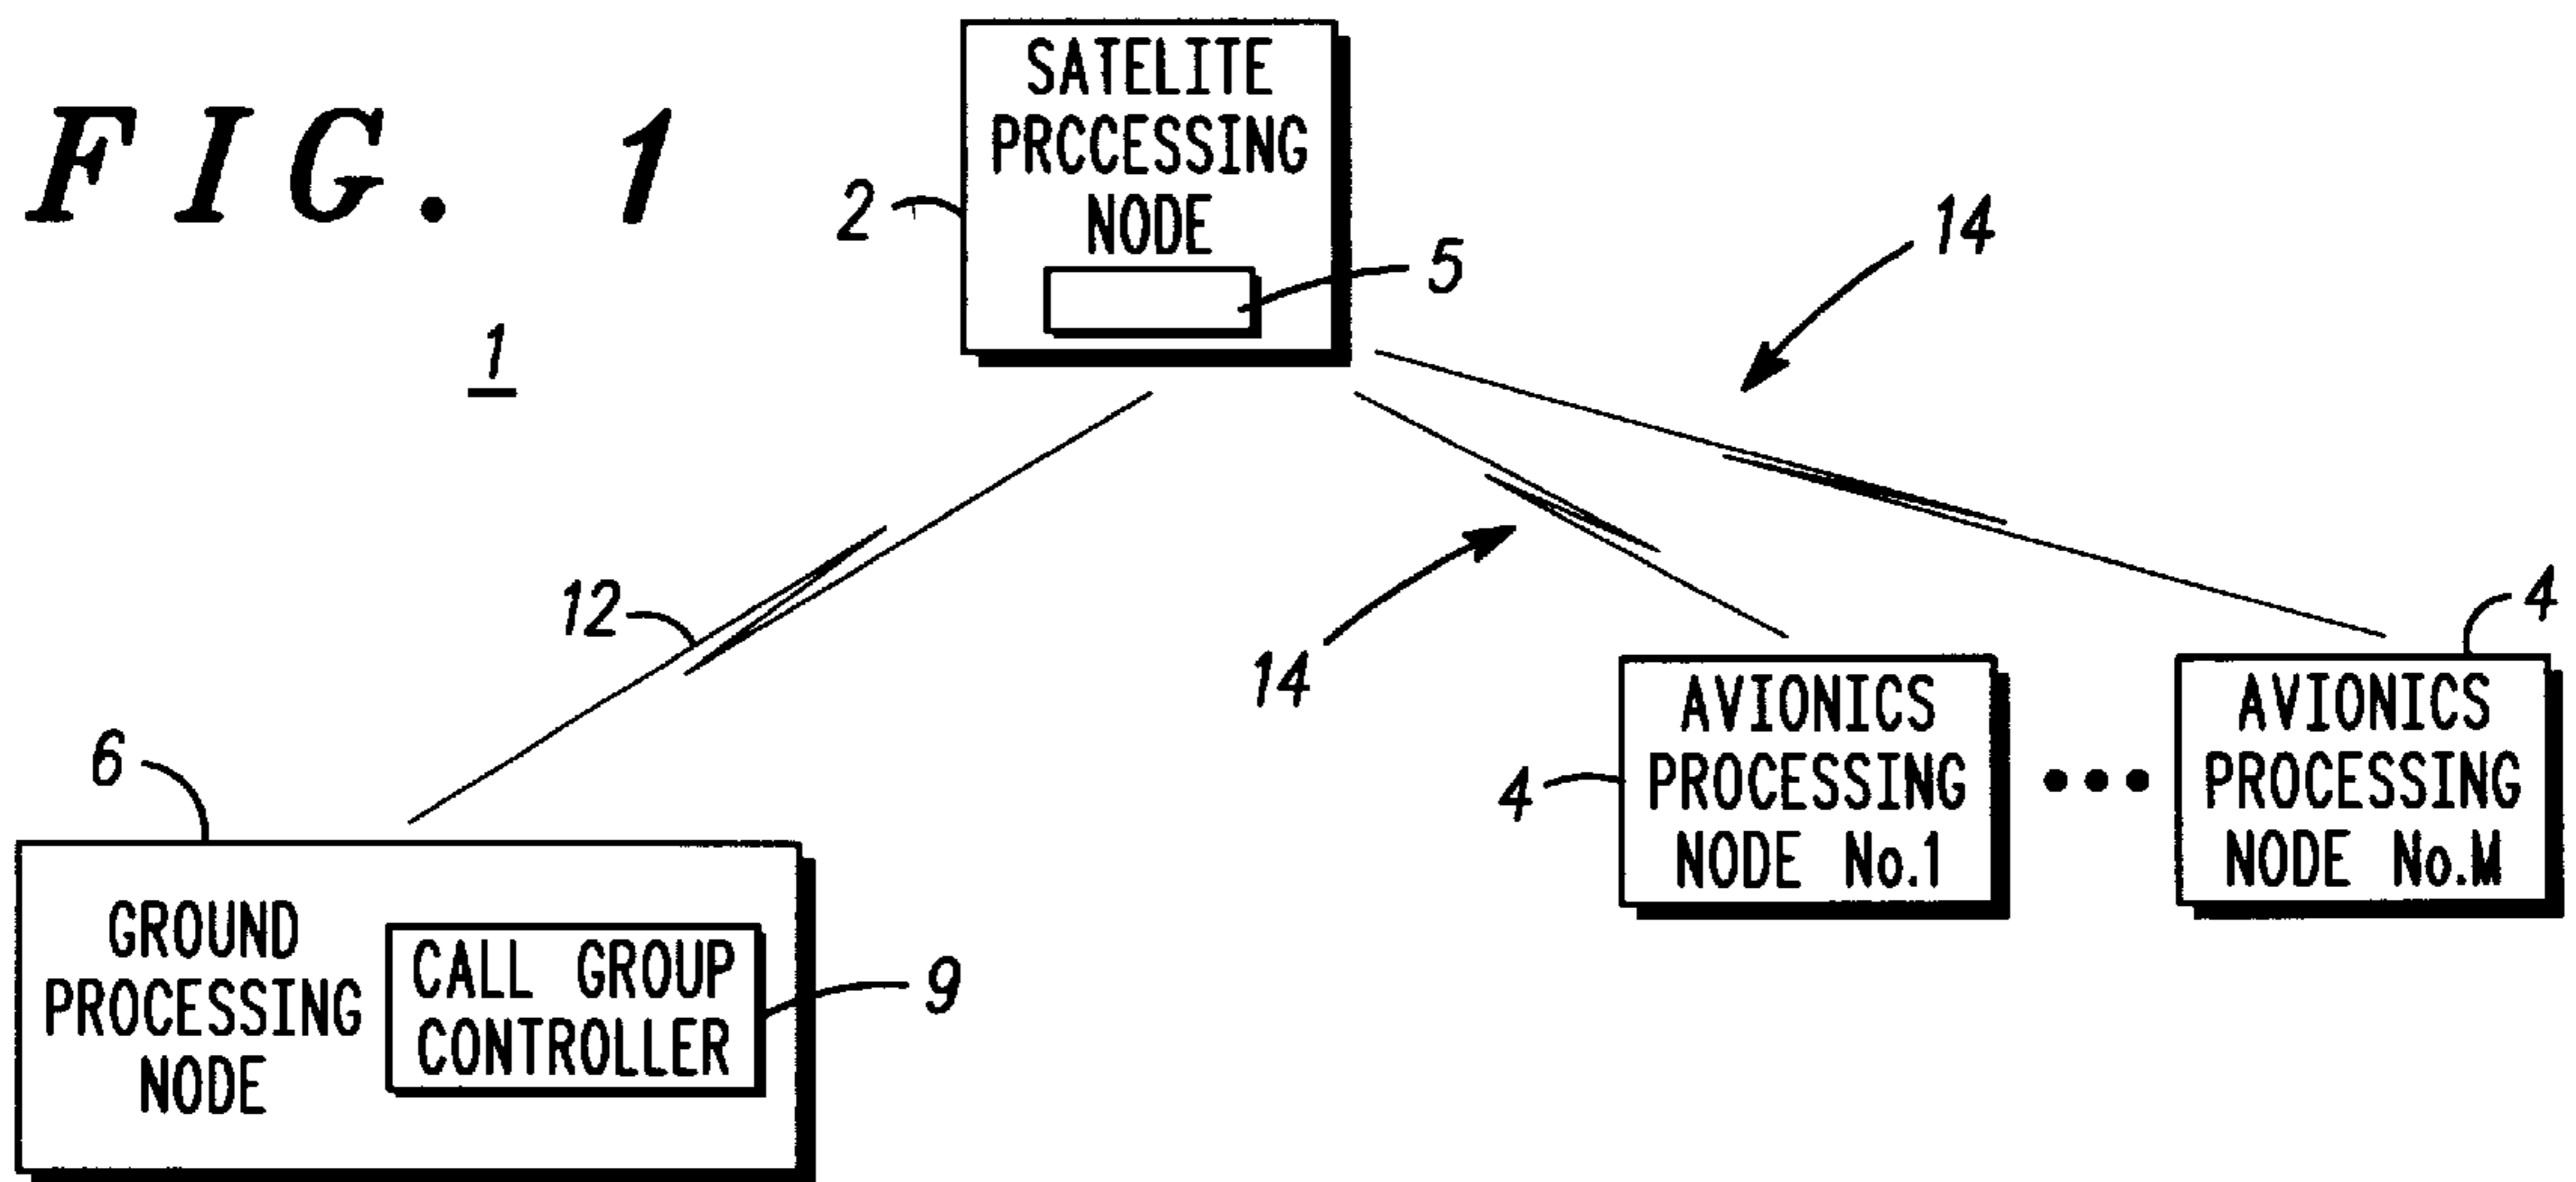 FIG. 1
SATELITE
PRCCESSING
NODE
2
5
14
1
12
14
4
6
AVIONICS
PROCESSING
NODE No.1
4
AVIONICS
PROCESSING
NODE No.M
GROUND
PROCESSING
NODE
CALL GROUP
CONTROLLER
9